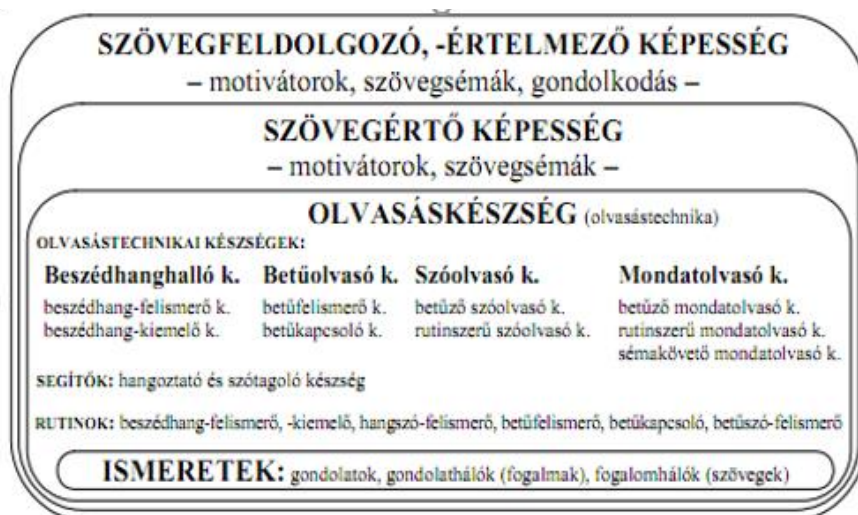 SZÖVEGFELDOLGOZÓ, -ÉRTELMEZŐ KÉPESSÉG
– motivátorok, szövegsémák, gondolkodás –
SZÖVEGÉRTŐ KÉPESSÉG
– motivátorok, szövegsémák –
OLVASÁSKÉSZSÉG (olvasástechnika)
OLVASÁSTECHNIKAI KÉSZSÉGEK:
Beszédhanghalló k. Betűolvasó k. Szóolvasó k. Mondatolvasó k.
beszédhang-felismerő k. betűfelismerő k. betűző szóolvasó k. betűző mondatolvasó k.
beszédhang-kiemelő k. betűkapcsoló k. rutinszerű szóolvasó k. rutinszerű mondatolvasó k.
sémakövető mondatolvasó k.
SEGÍTŐK: hangoztató és szótagoló készség
RUTINOK: beszédhang-felismerő, -kiemelő, hangszó-felismerő, betűfelismerő, betűkapcsoló, betűszó-felismerő
ISMERETEK: gondolatok, gondolathálók (fogalmak), fogalomhálók (szövegek)